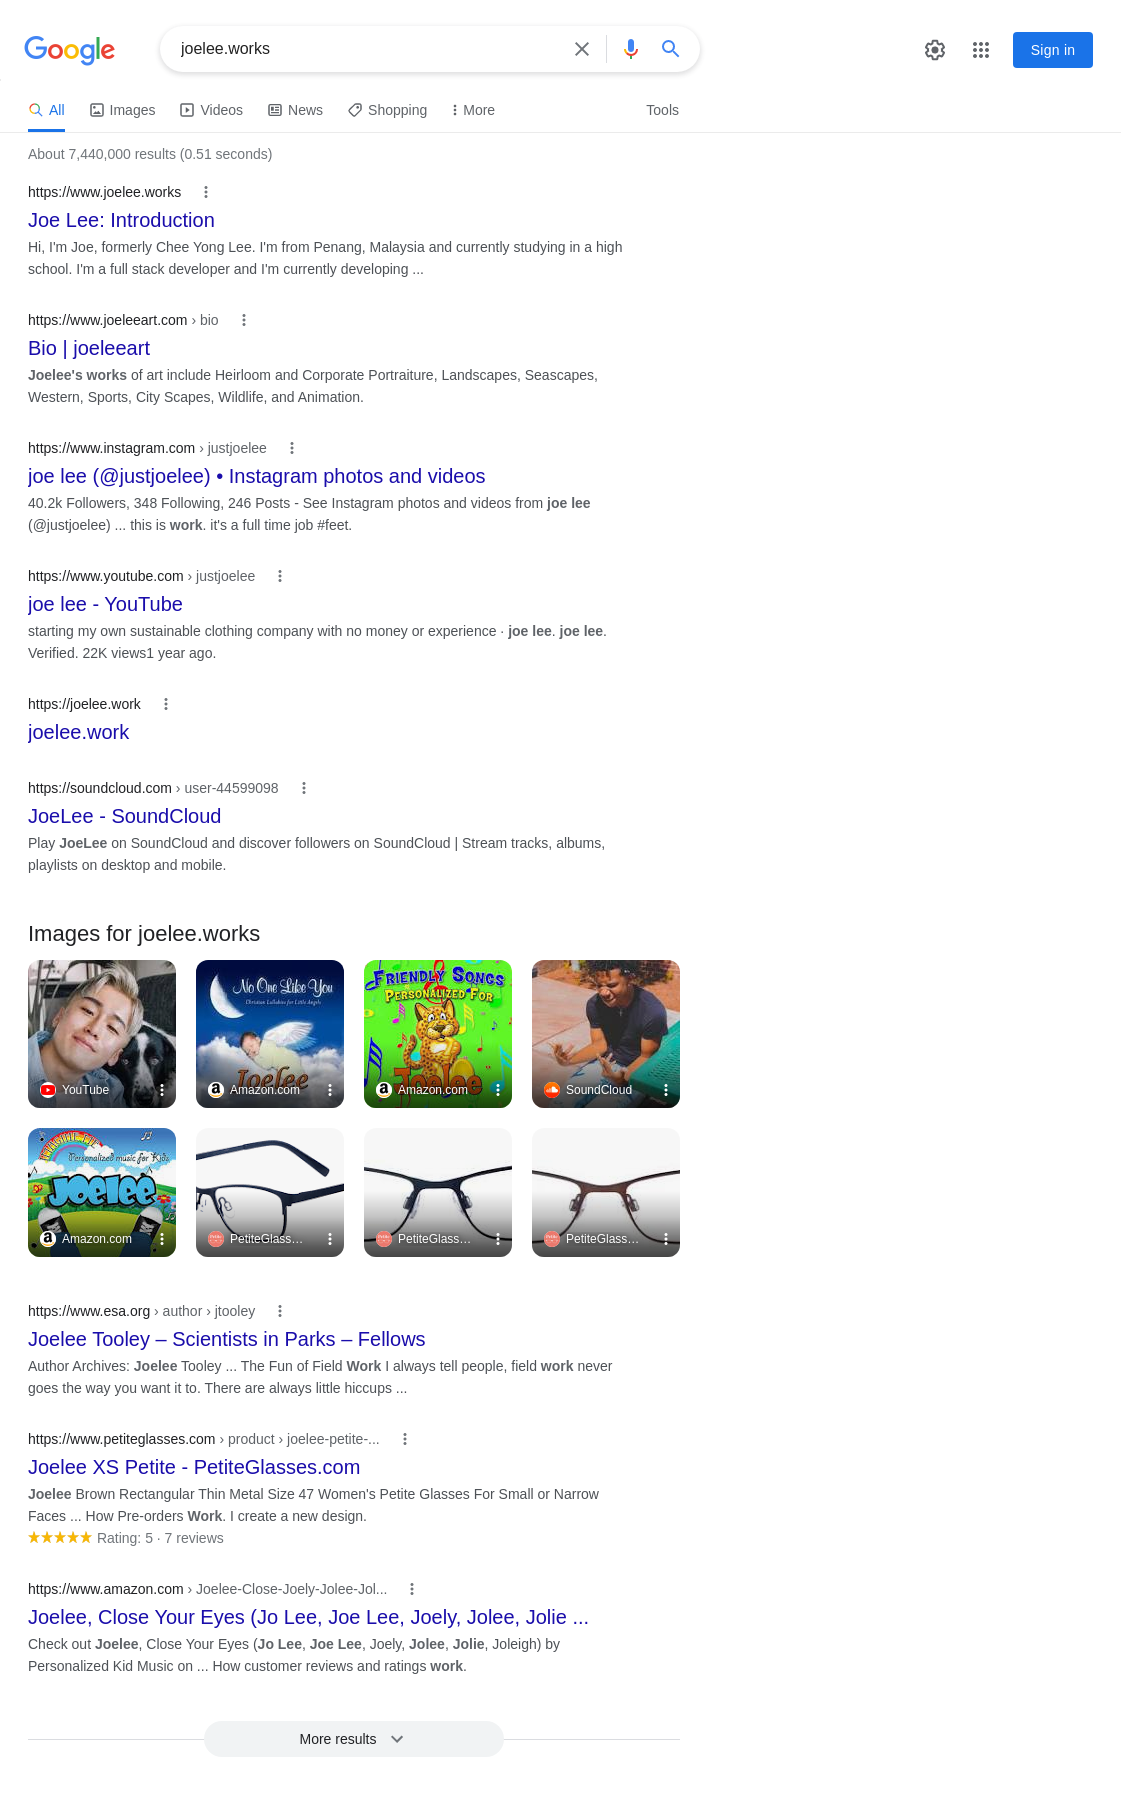 Google
joelee.works
Sign in
All
Images
Videos
News
Shopping
More
Tools
About 7,440,000 results (0.51 seconds)
https://www.joelee.works
Joe Lee: Introduction
Hi, I'm Joe, formerly Chee Yong Lee. I'm from Penang, Malaysia and currently studying in a high
school. I'm a full stack developer and I'm currently developing ...
https://www.joeleeart.com › bio
Bio | joeleeart
Joelee's works of art include Heirloom and Corporate Portraiture, Landscapes, Seascapes,
Western, Sports, City Scapes, Wildlife, and Animation.
https://www.instagram.com › justjoelee
joe lee (@justjoelee) • Instagram photos and videos
40.2k Followers, 348 Following, 246 Posts - See Instagram photos and videos from joe lee
(@justjoelee) ... this is work. it's a full time job #feet.
https://www.youtube.com › justjoelee
joe lee - YouTube
starting my own sustainable clothing company with no money or experience · joe lee. joe lee.
Verified. 22K views1 year ago.
https://joelee.work
joelee.work
https://soundcloud.com › user-44599098
JoeLee - SoundCloud
Play JoeLee on SoundCloud and discover followers on SoundCloud | Stream tracks, albums,
playlists on desktop and mobile.
Images for joelee.works
YouTube
No One Like You
Christian Lullabies for Little Angels
Joelee
Amazon.com
Friendly Songs
Personalized For
Joelee
Amazon.com
SoundCloud
Personalized music for Kids
Joelee
Amazon.com
PetiteGlass...
PetiteGlass...
PetiteGlass...
https://www.esa.org › author › jtooley
Joelee Tooley – Scientists in Parks – Fellows
Author Archives: Joelee Tooley ... The Fun of Field Work I always tell people, field work never
goes the way you want it to. There are always little hiccups ...
https://www.petiteglasses.com › product › joelee-petite-...
Joelee XS Petite - PetiteGlasses.com
Joelee Brown Rectangular Thin Metal Size 47 Women's Petite Glasses For Small or Narrow
Faces ... How Pre-orders Work. I create a new design.
Rating: 5 · 7 reviews
https://www.amazon.com › Joelee-Close-Joely-Jolee-Jol...
Joelee, Close Your Eyes (Jo Lee, Joe Lee, Joely, Jolee, Jolie ...
Check out Joelee, Close Your Eyes (Jo Lee, Joe Lee, Joely, Jolee, Jolie, Joleigh) by
Personalized Kid Music on ... How customer reviews and ratings work.
More results